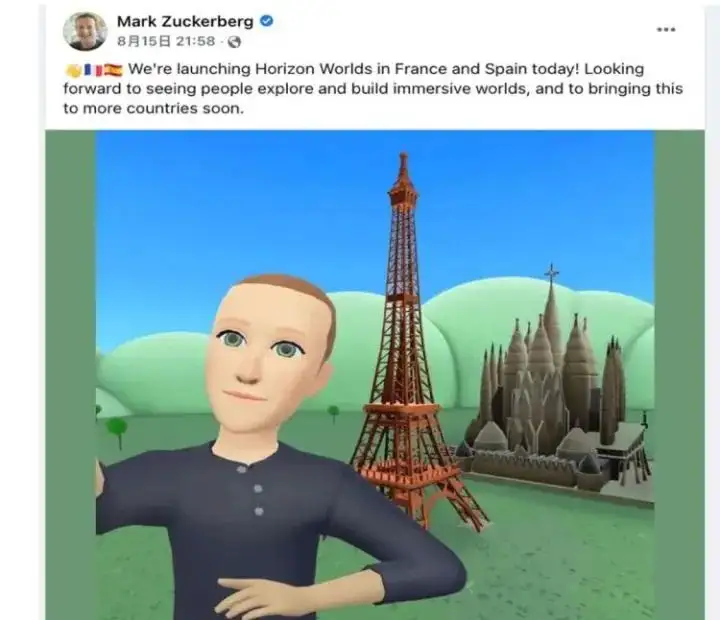 Mark Zuckerberg
8月15日 21:58 ·
👋🇫🇷🇪🇸 We're launching Horizon Worlds in France and Spain today! Looking
forward to seeing people explore and build immersive worlds, and to bringing this
to more countries soon.